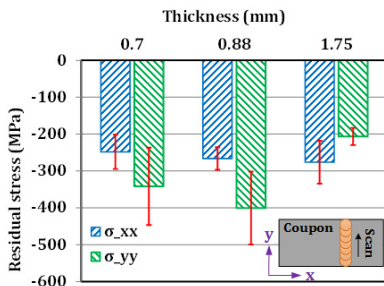 Thickness (mm)
0.7 0.88 1.75
Residual stress (MPa)
0
-100
-200
-300
-400
-500
-600
σ_xx
σ_yy
Coupon
Scan
y
x